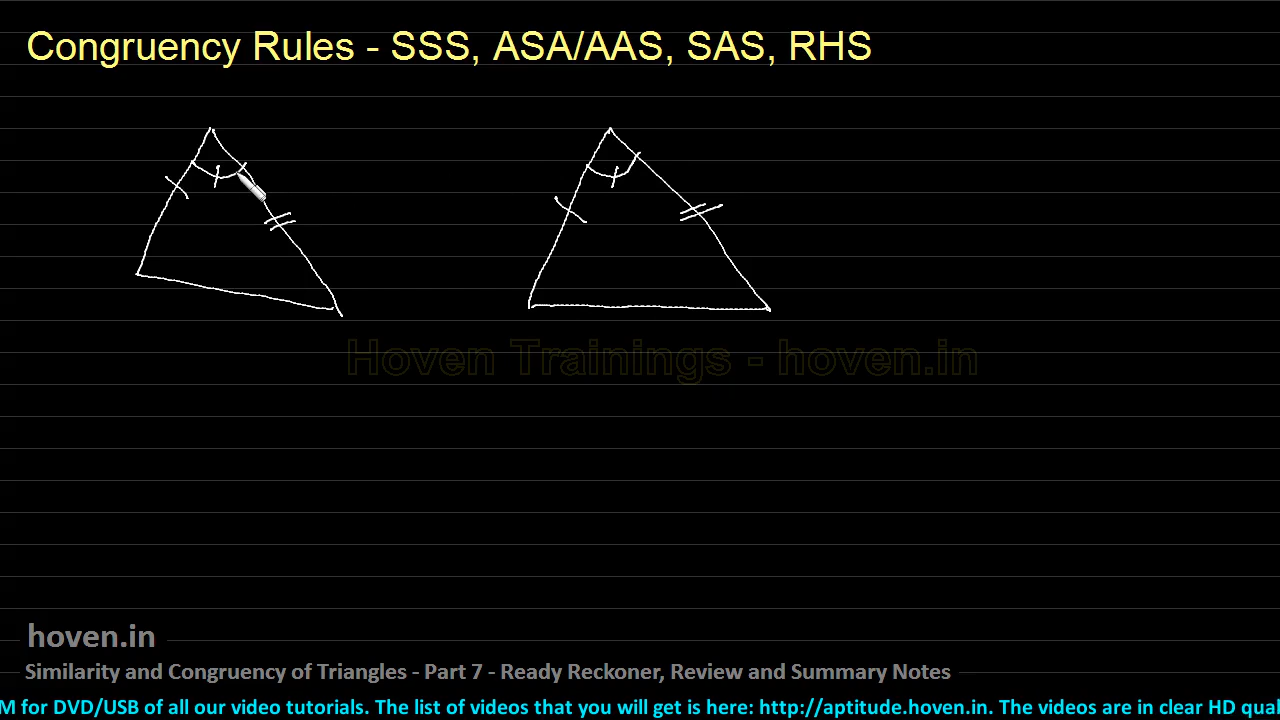 Congruency Rules - SSS, ASA/AAS, SAS, RHS
Hoven Trainings - hoven.in
hoven.in
Similarity and Congruency of Triangles - Part 7 - Ready Reckoner, Review and Summary Notes
M for DVD/USB of all our video tutorials. The list of videos that you will get is here: http://aptitude.hoven.in. The videos are in clear HD qual